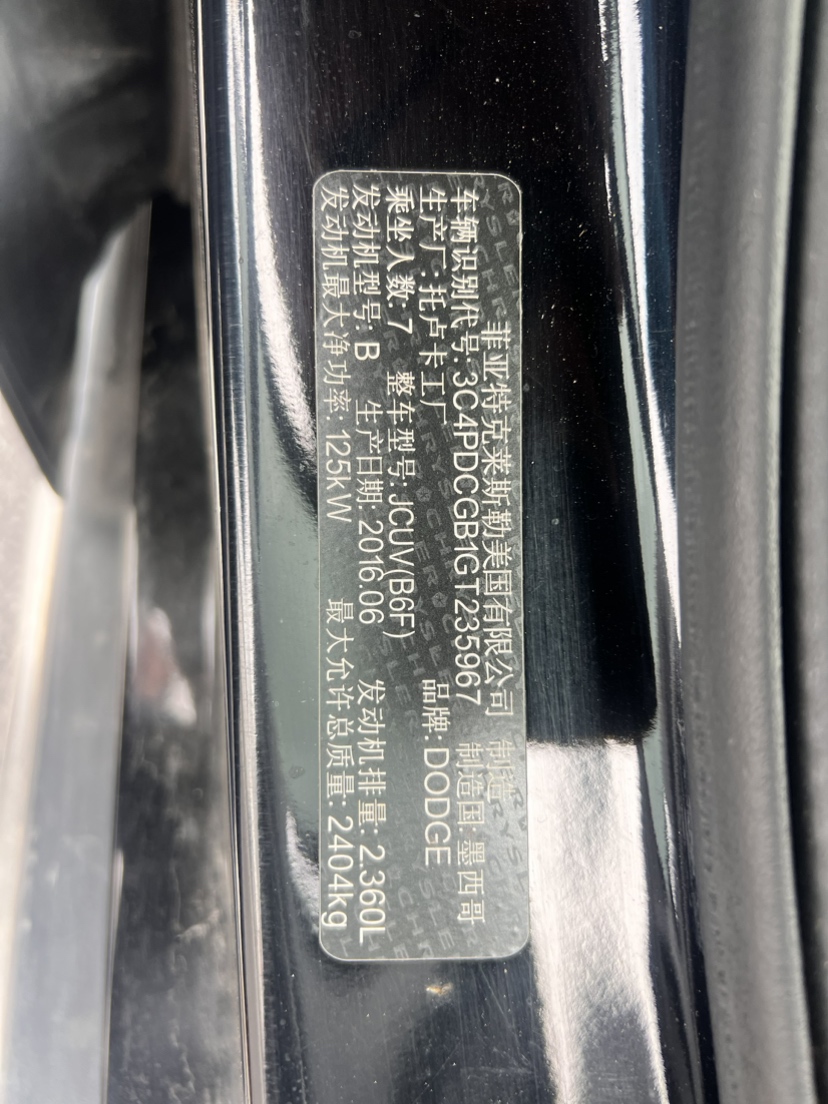 菲亚特克莱斯勒美国有限公司 制造
车辆识别代号: 3C4PDCGB1GT235967 制造国: 墨西哥
生产厂: 托卢卡工厂 品牌: DODGE
乘坐人数: 7 整车型号: JCUV(B6F)
发动机型号: B 生产日期: 2016.06 发动机排量: 2.360L
发动机最大净功率: 125kW 最大允许总质量: 2404kg